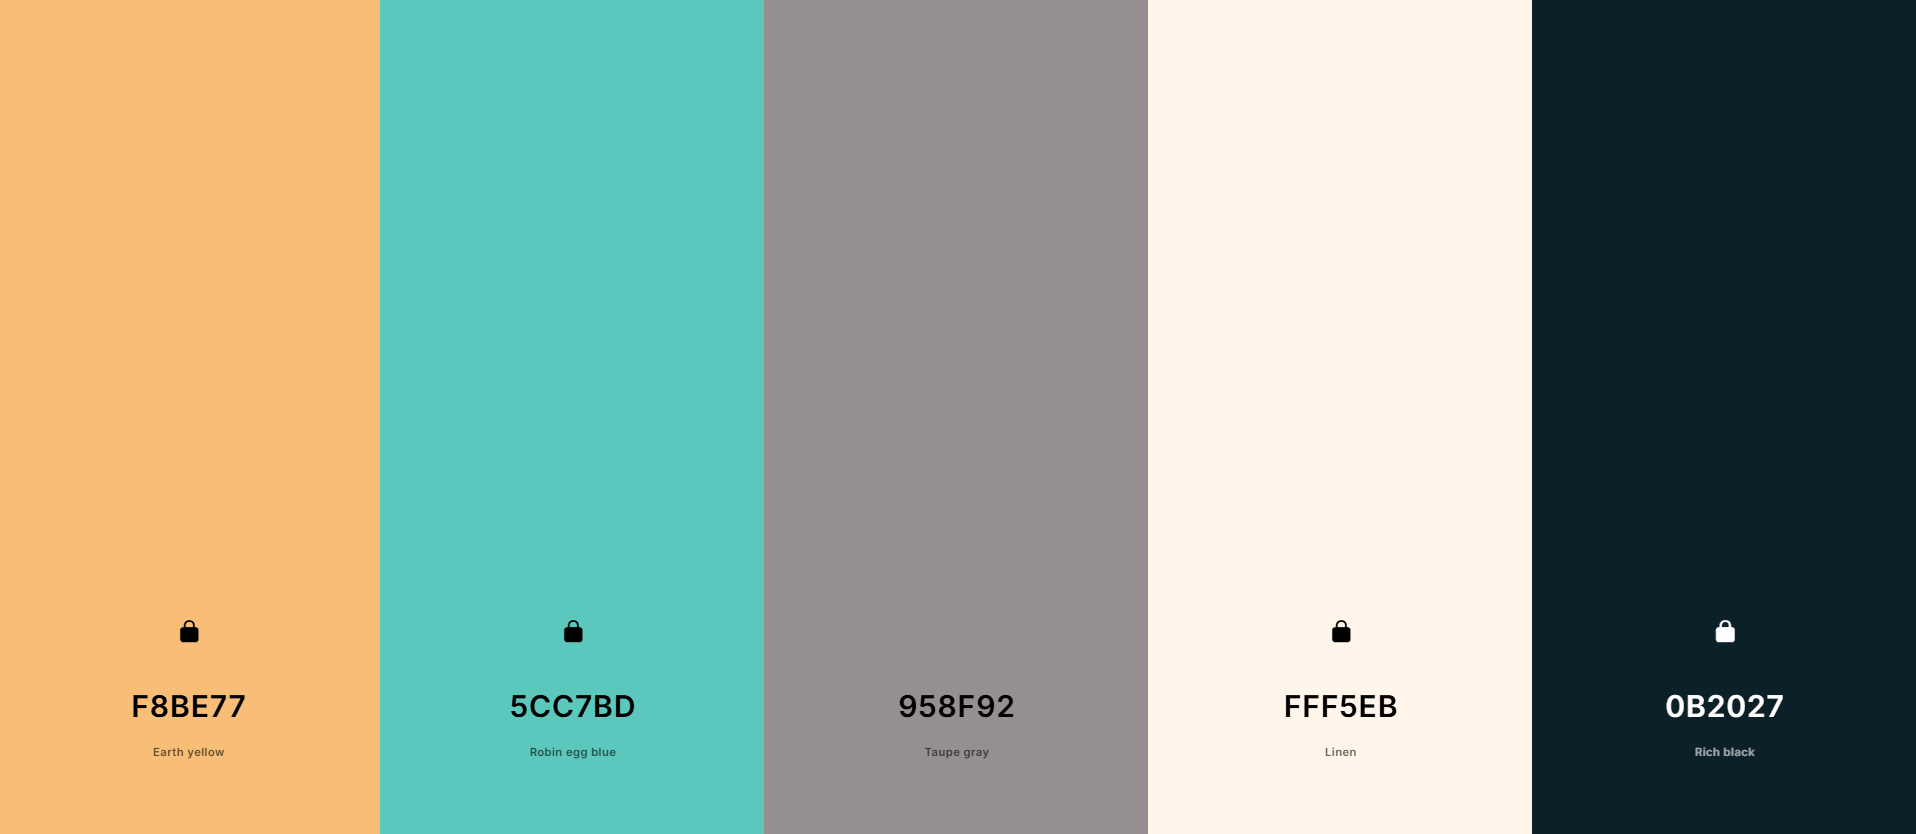 F8BE77
Earth yellow
5CC7BD
Robin egg blue
958F92
Taupe gray
FFF5EB
Linen
0B2027
Rich black